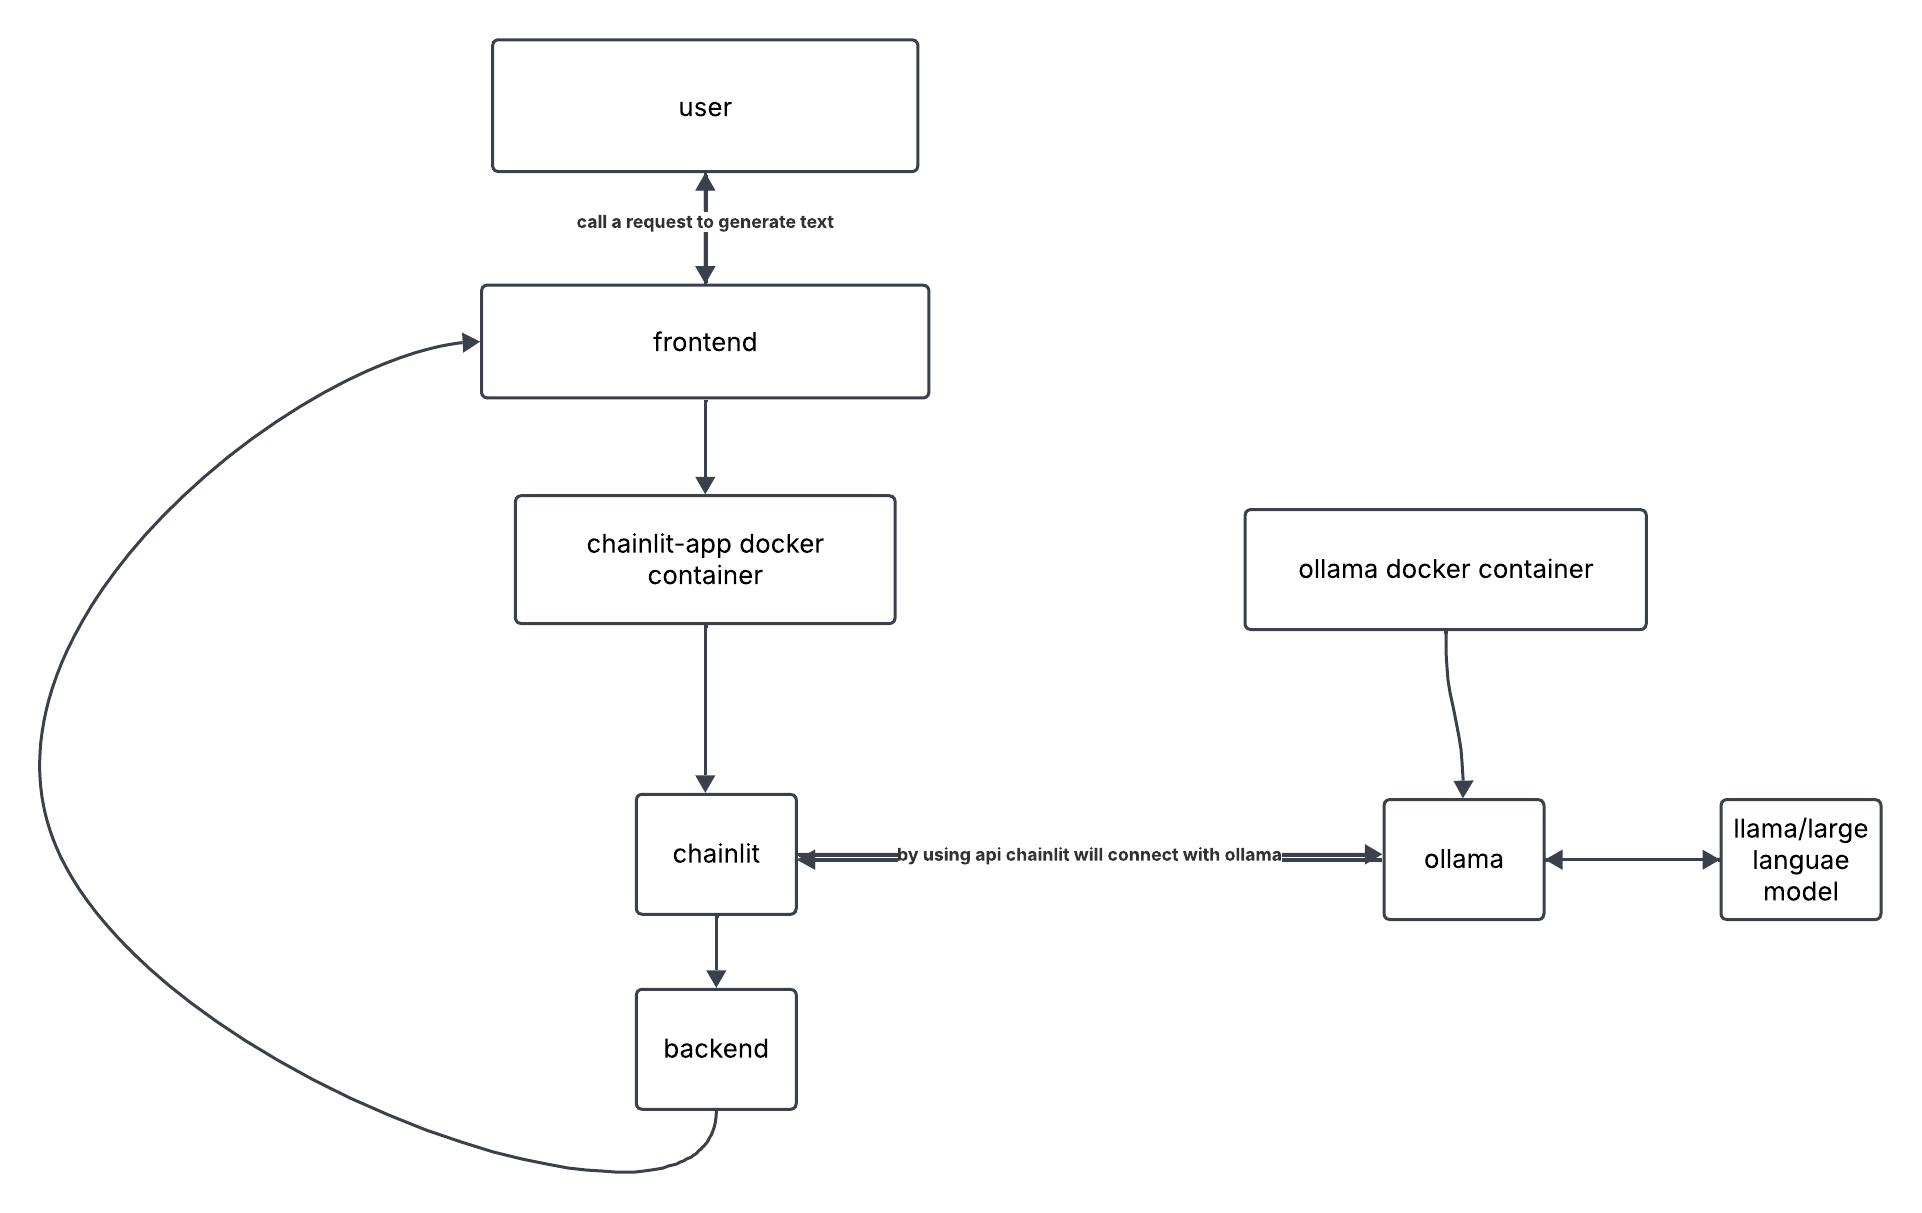 user
call a request to generate text
frontend
chainlit-app docker
container
ollama docker container
chainlit
by using api chainlit will connect with ollama
ollama
llama/large
languae
model
backend